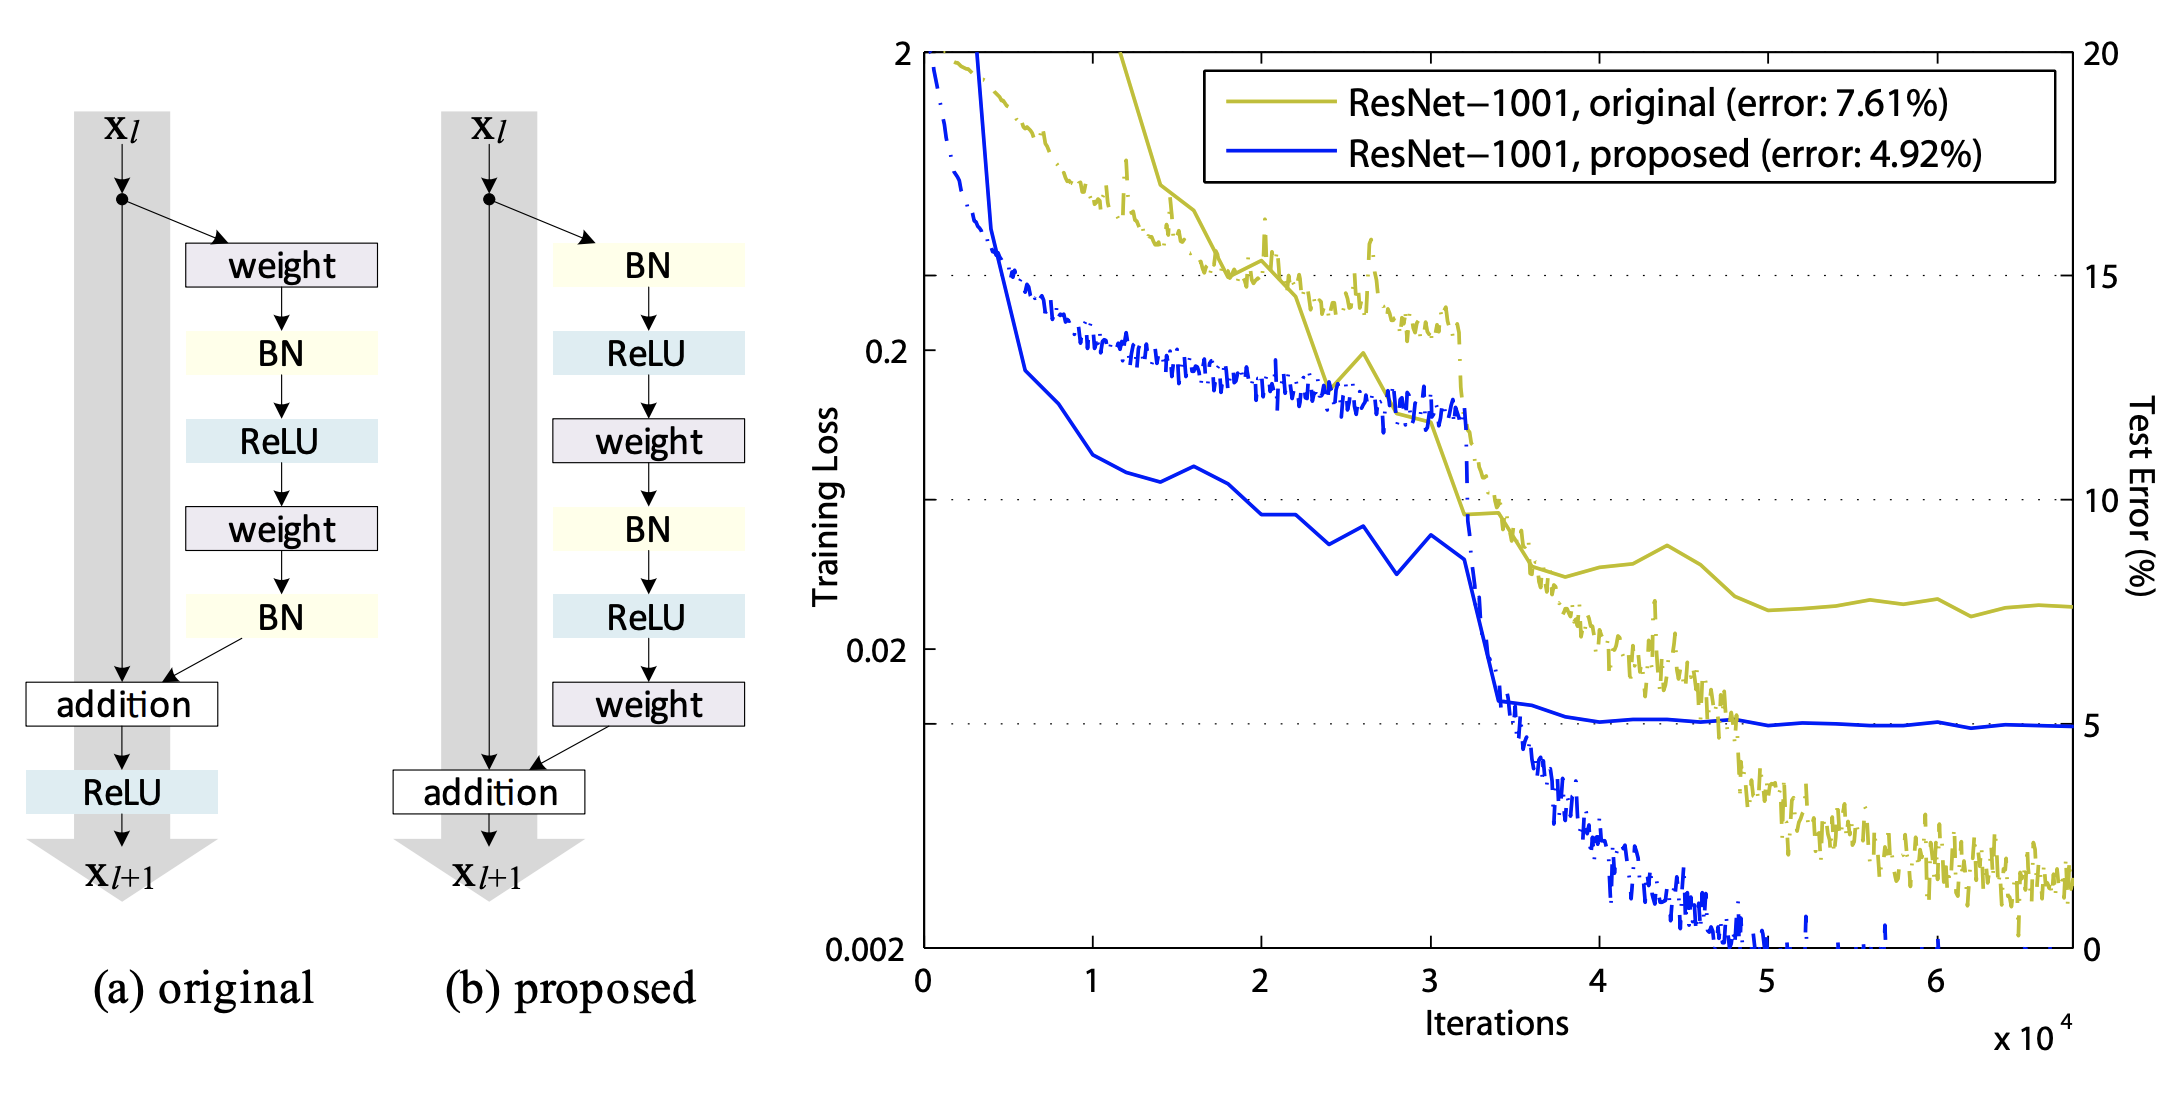 x_l
weight
BN
ReLU
weight
BN
addition
ReLU
x_{l+1}
(a) original
x_l
BN
ReLU
weight
BN
ReLU
weight
addition
x_{l+1}
(b) proposed
ResNet−1001, original (error: 7.61%)
ResNet−1001, proposed (error: 4.92%)
2
0.2
0.02
0.002
Training Loss
0 1 2 3 4 5 6
Iterations
x 10^4
20
15
10
5
0
Test Error (%)